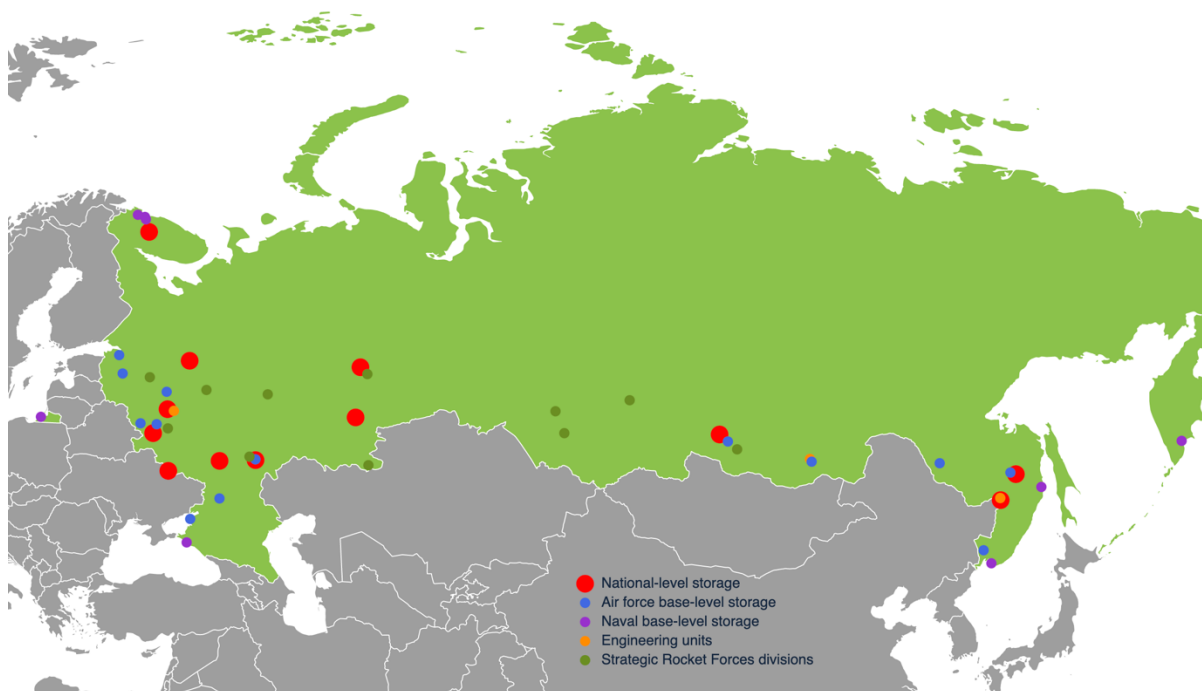 National-level storage
Air force base-level storage
Naval base-level storage
Engineering units
Strategic Rocket Forces divisions